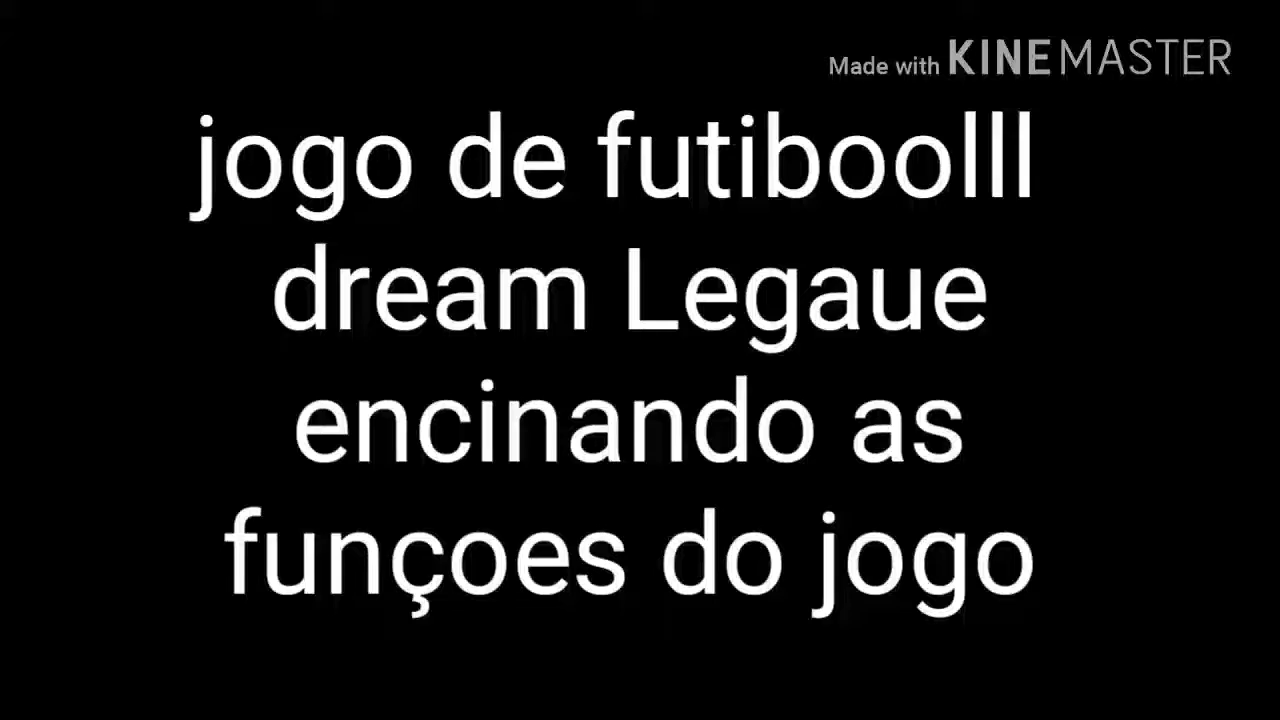 Made with KINEMASTER
jogo de futiboolll
dream Legaue
encinando as
funçoes do jogo